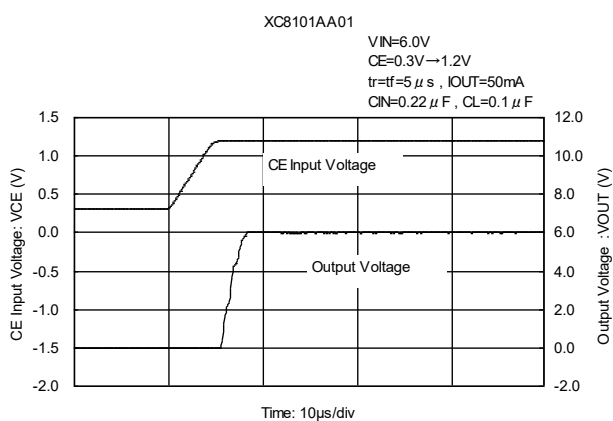 XC8101AA01
VIN=6.0V
CE=0.3V→1.2V
tr=tf=5μs , IOUT=50mA
CIN=0.22μF , CL=0.1μF
1.5
1.0
0.5
0.0
-0.5
-1.0
-1.5
-2.0
CE Input Voltage: VCE (V)
CE Input Voltage
Output Voltage
12.0
10.0
8.0
6.0
4.0
2.0
0.0
-2.0
Output Voltage :VOUT (V)
Time: 10μs/div